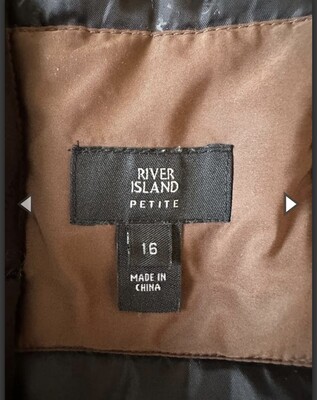 RIVER
ISLAND
PETITE
16
MADE IN
CHINA